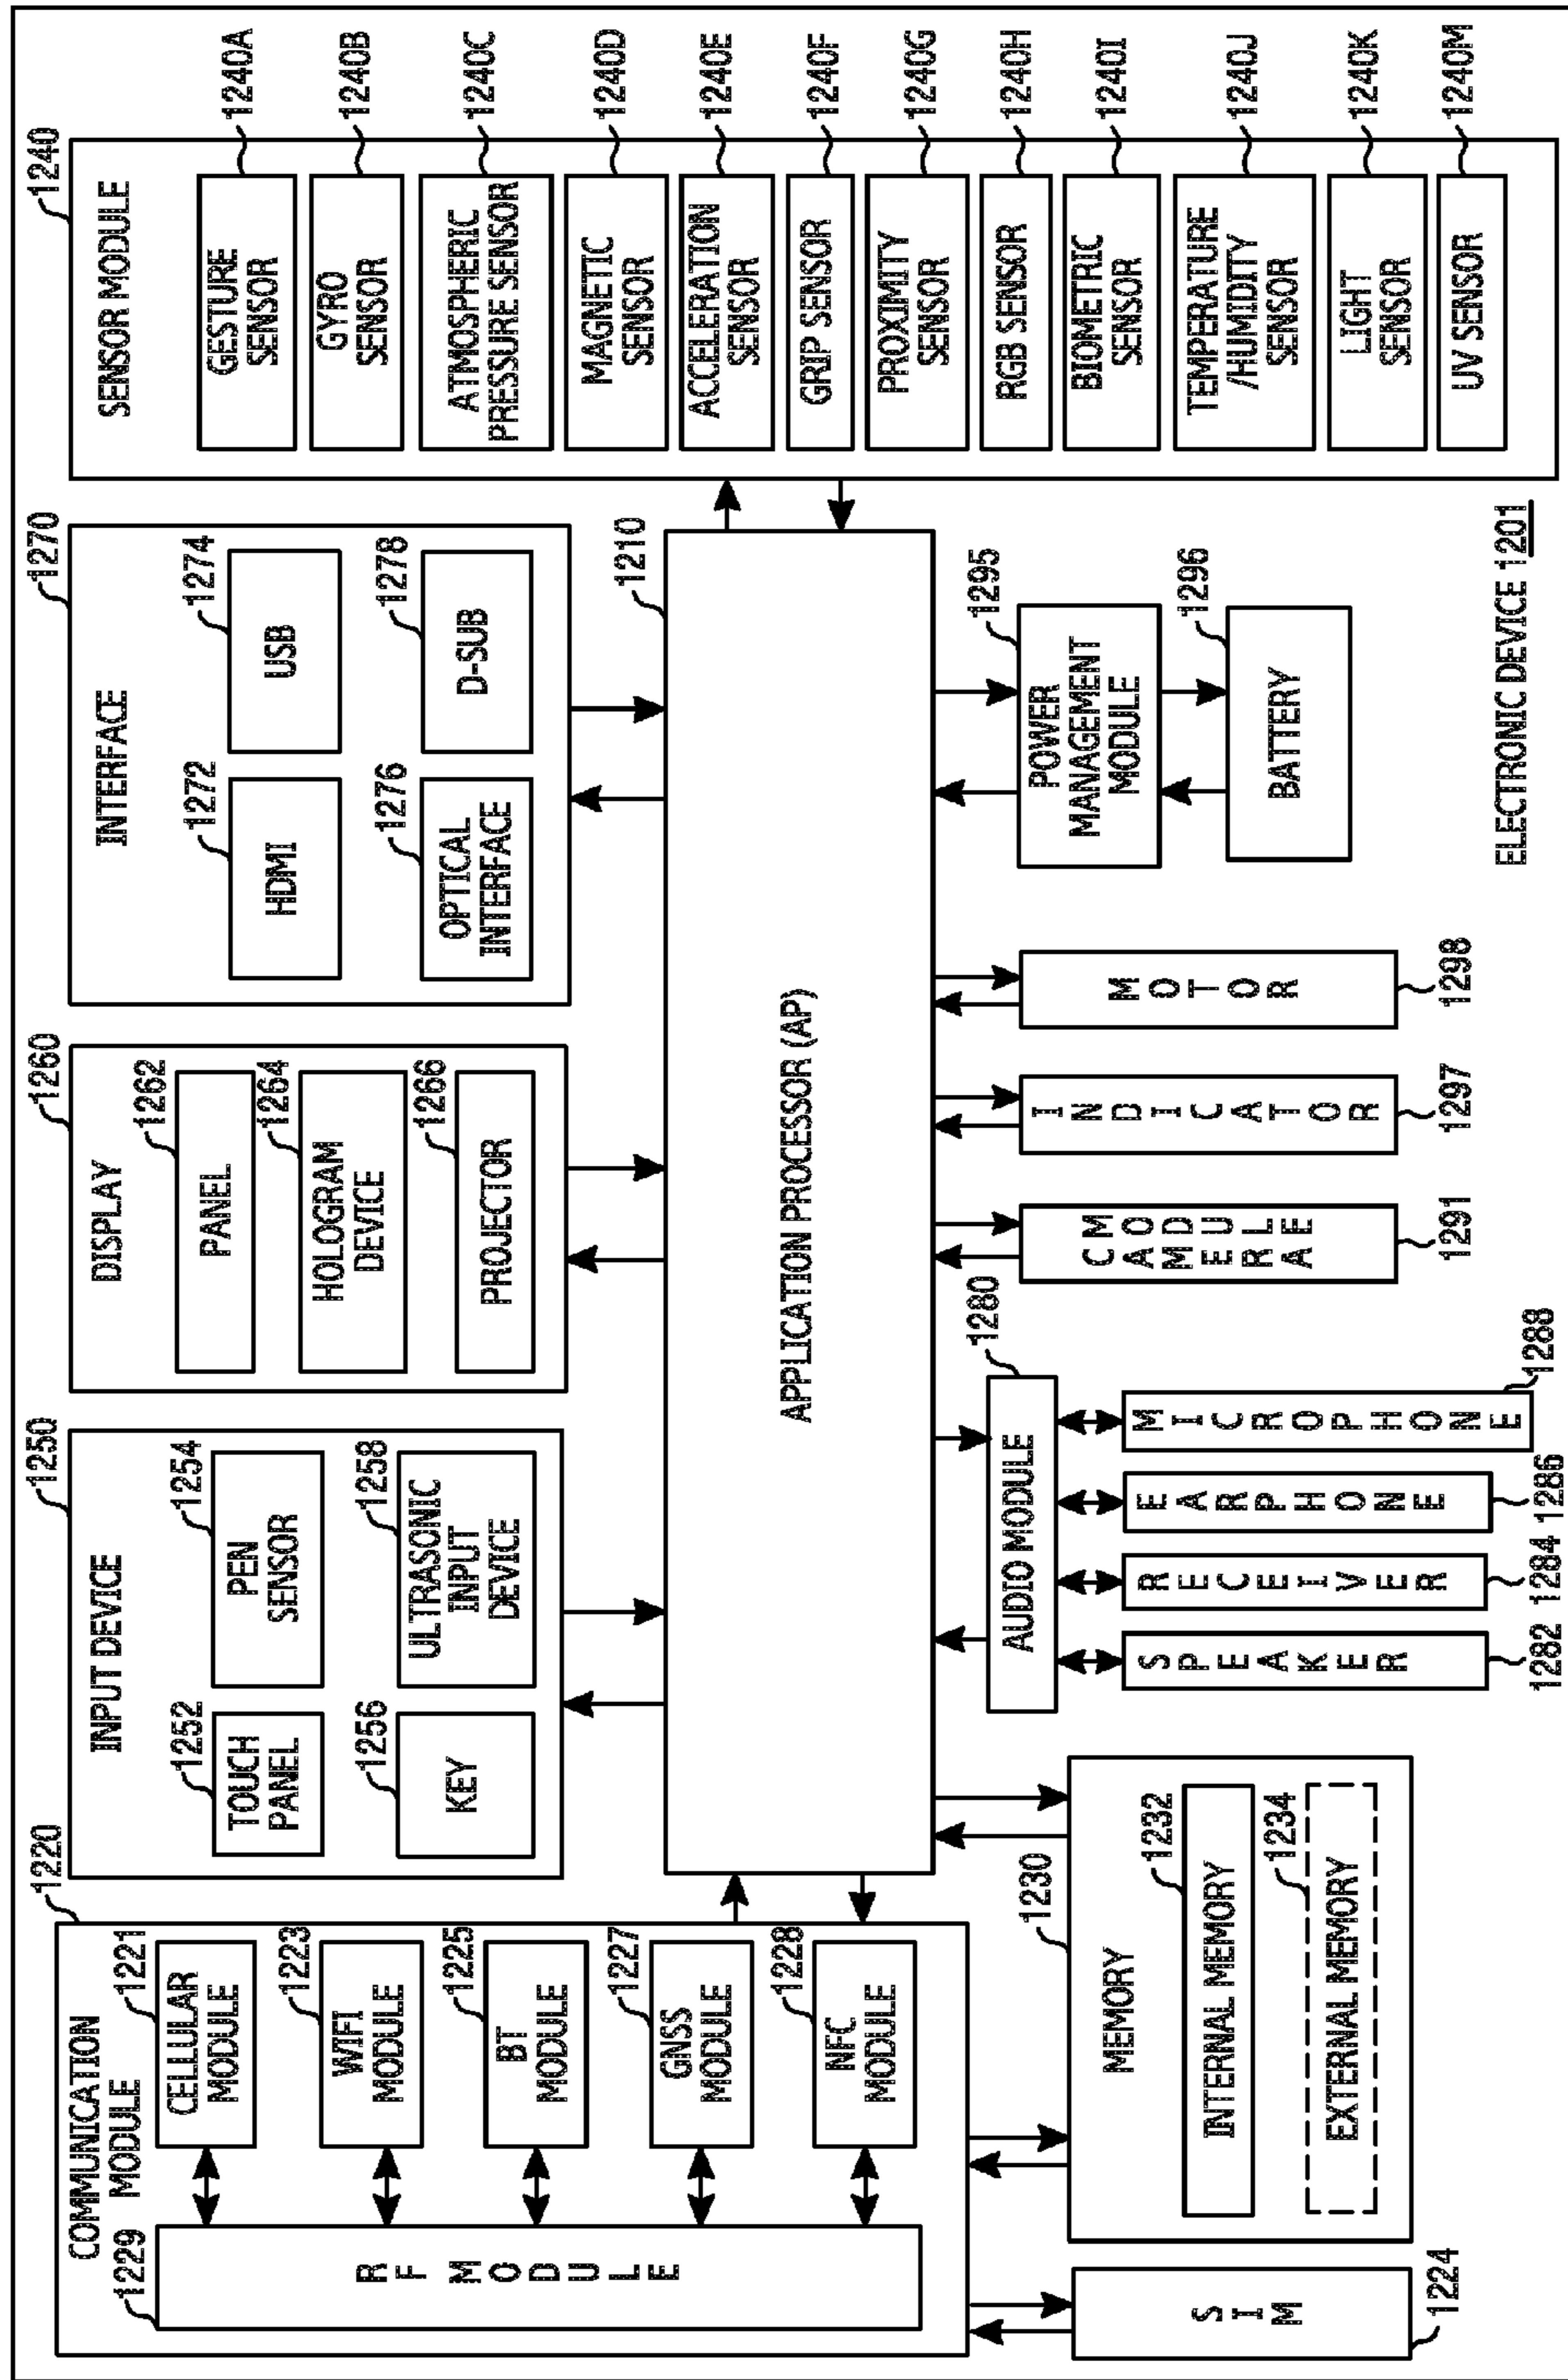 1220
COMMUNICATION
MODULE
1229
RF MODULE
1221
CELLULAR
MODULE
1223
WIFI
MODULE
1225
BT
MODULE
1227
GNSS
MODULE
1228
NFC
MODULE
1250
INPUT DEVICE
1252
TOUCH
PANEL
1254
PEN
SENSOR
1256
KEY
1258
ULTRASONIC
INPUT
DEVICE
1260
DISPLAY
1262
PANEL
1264
HOLOGRAM
DEVICE
1266
PROJECTOR
1270
INTERFACE
1272
HDMI
1274
USB
1276
OPTICAL
INTERFACE
1278
D-SUB
1240
SENSOR MODULE
GESTURE
SENSOR
1240A
GYRO
SENSOR
1240B
ATMOSPHERIC
PRESSURE SENSOR
1240C
MAGNETIC
SENSOR
1240D
ACCELERATION
SENSOR
1240E
GRIP SENSOR
1240F
PROXIMITY
SENSOR
1240G
RGB SENSOR
1240H
BIOMETRIC
SENSOR
1240I
TEMPERATURE
/HUMIDITY
SENSOR
1240J
LIGHT
SENSOR
1240K
UV SENSOR
1240M
1210
APPLICATION PROCESSOR (AP)
SIM
1224
1230
MEMORY
1232
INTERNAL MEMORY
1234
EXTERNAL MEMORY
1280
AUDIO MODULE
SPEAKER
1282
RECEIVER
1284
EARPHONE
1286
MICROPHONE
1288
CAMERA
MODULE
1291
INDICATOR
1297
MOTOR
1298
1295
POWER
MANAGEMENT
MODULE
1296
BATTERY
ELECTRONIC DEVICE 1201